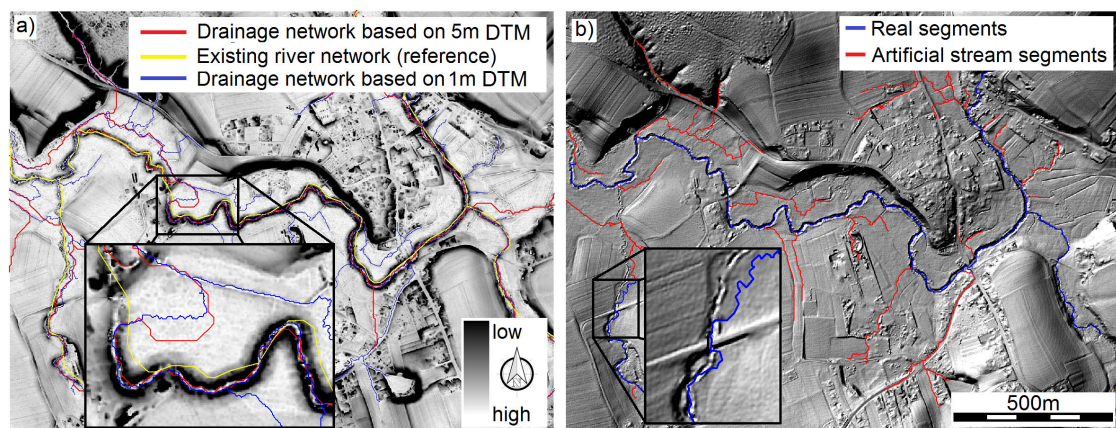 a)
Drainage network based on 5m DTM
Existing river network (reference)
Drainage network based on 1m DTM
low
high
b)
Real segments
Artificial stream segments
500m